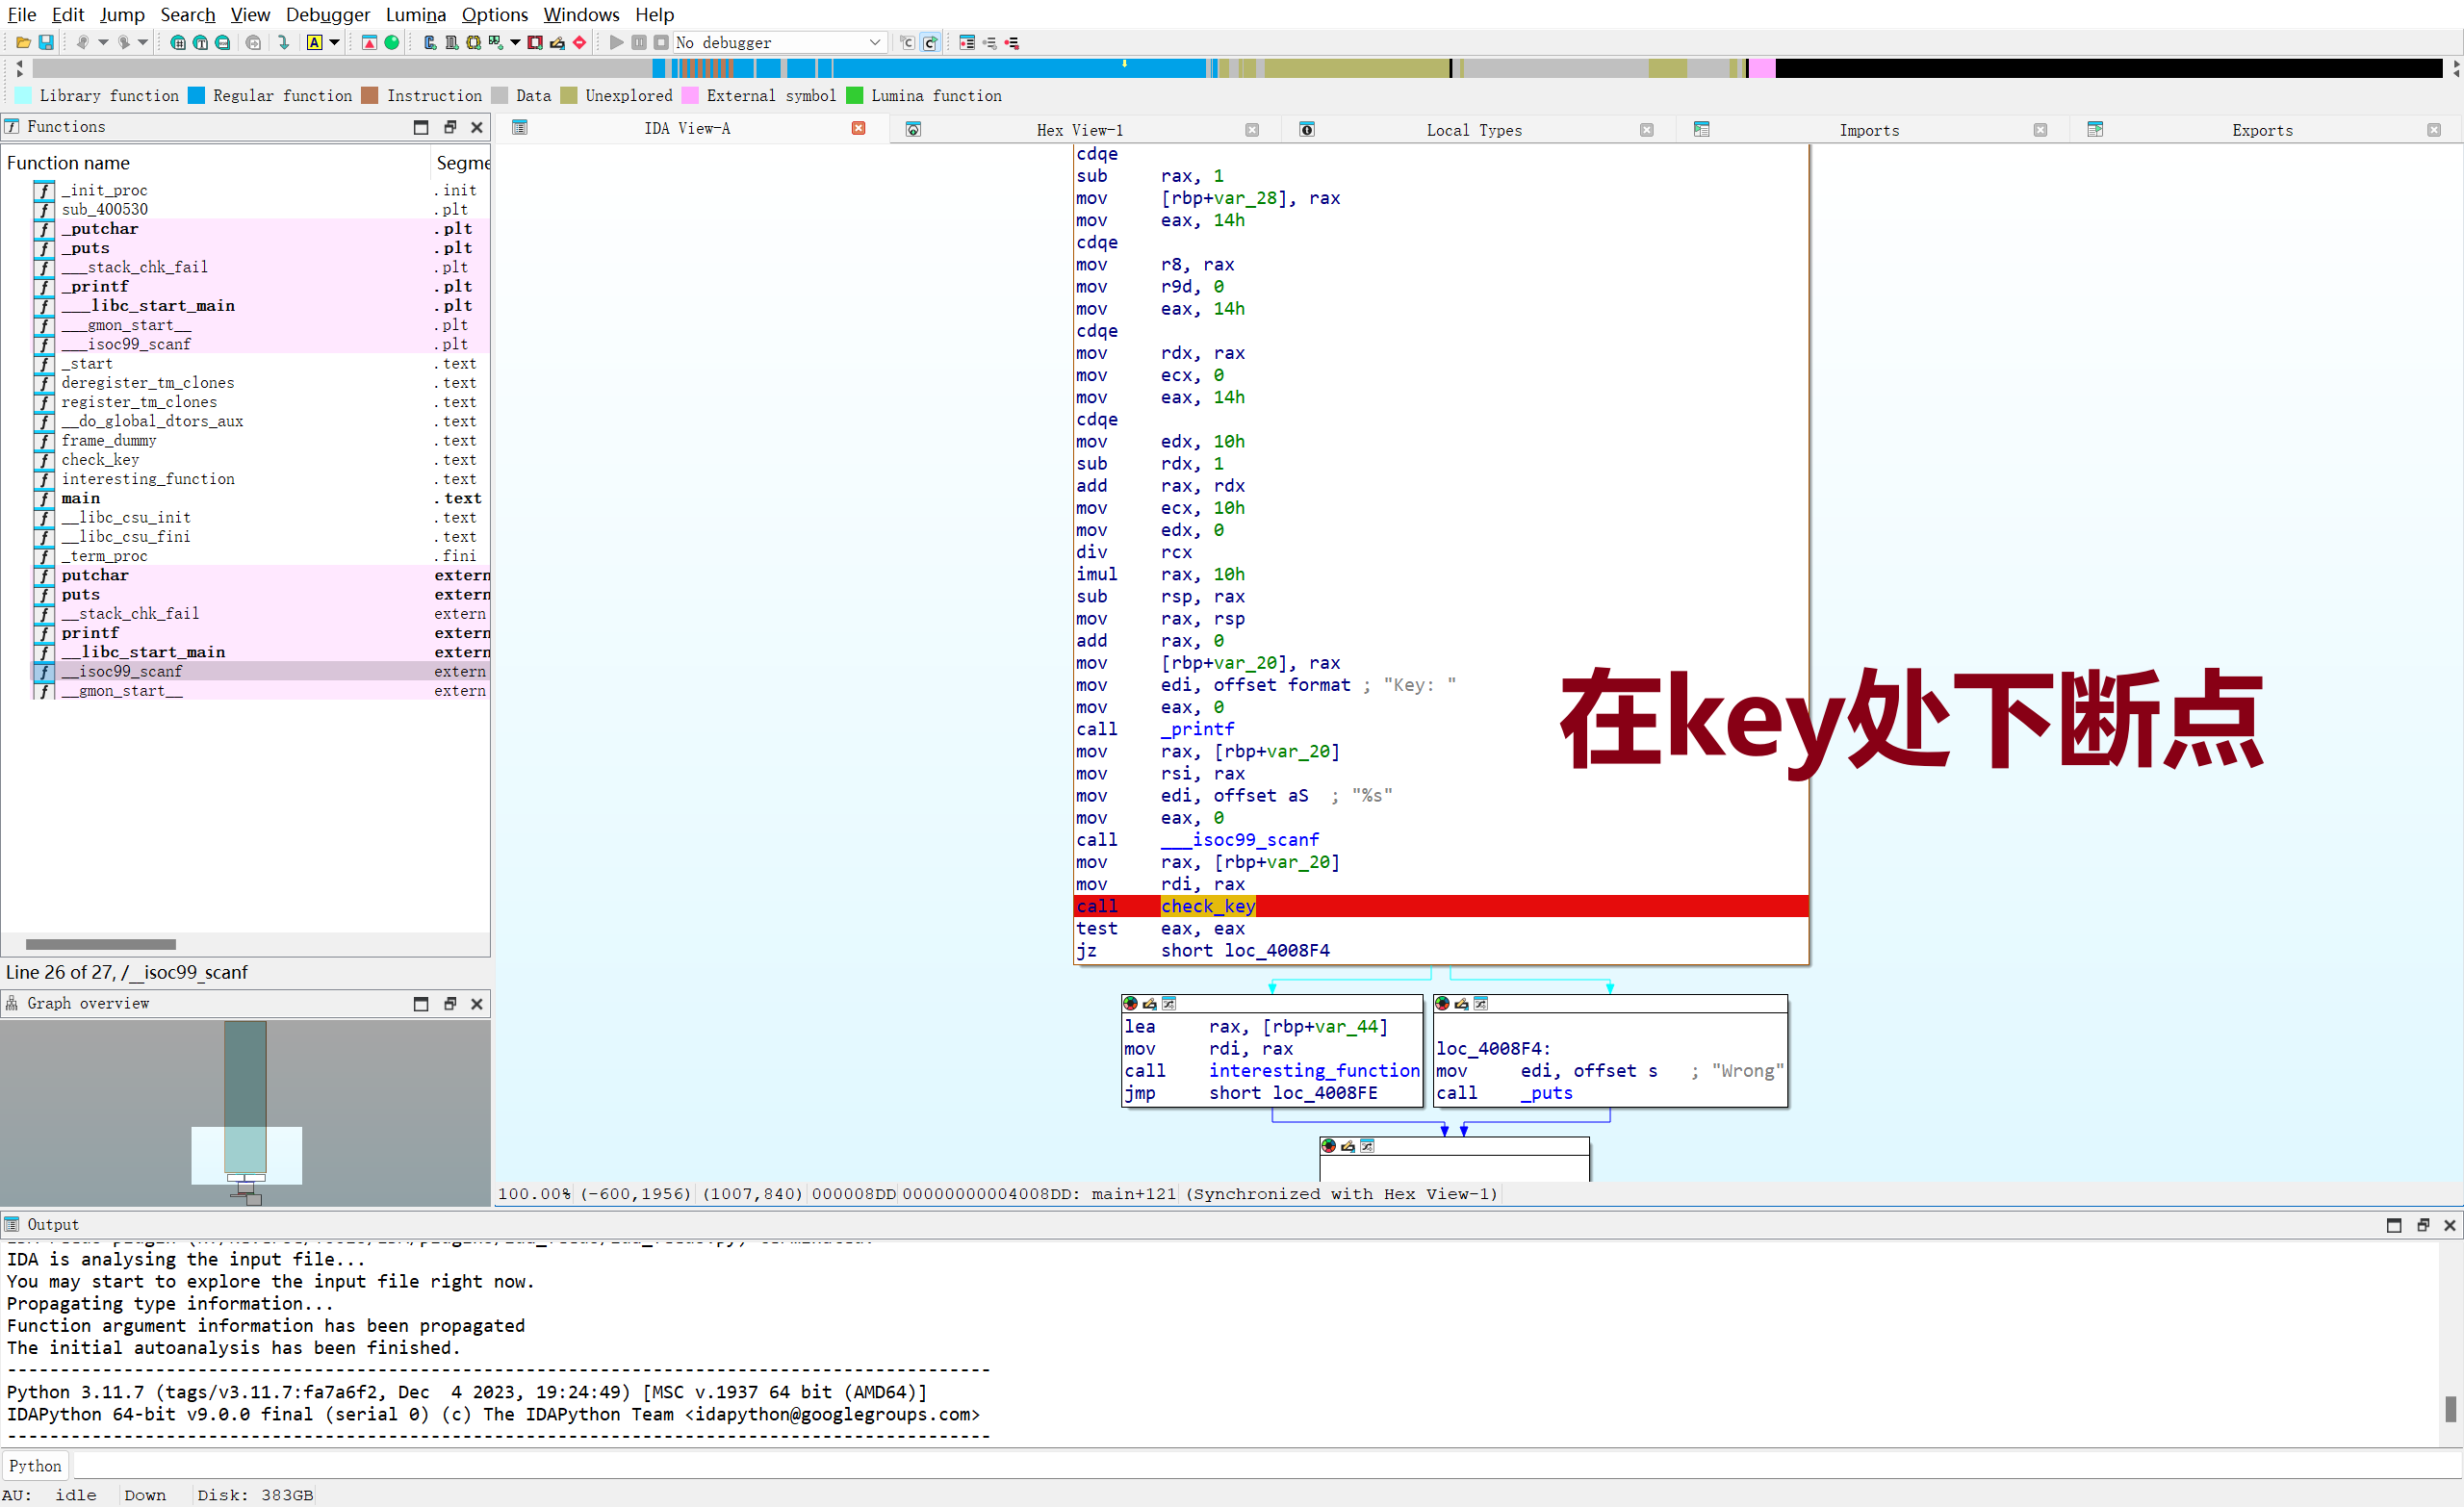 File Edit Jump Search View Debugger Lumina Options Windows Help
No debugger
Library function Regular function Instruction Data Unexplored External symbol Lumina function
Functions
Function name Segme
_init_proc .init
sub_400530 .plt
_putchar .plt
_puts .plt
___stack_chk_fail .plt
_printf .plt
___libc_start_main .plt
___gmon_start__ .plt
___isoc99_scanf .plt
_start .text
deregister_tm_clones .text
register_tm_clones .text
__do_global_dtors_aux .text
frame_dummy .text
check_key .text
interesting_function .text
main .text
__libc_csu_init .text
__libc_csu_fini .text
_term_proc .fini
putchar extern
puts extern
__stack_chk_fail extern
printf extern
__libc_start_main extern
__isoc99_scanf extern
__gmon_start__ extern
Line 26 of 27, /__isoc99_scanf
Graph overview
IDA View-A Hex View-1 Local Types Imports Exports
cdqe
sub rax, 1
mov [rbp+var_28], rax
mov eax, 14h
cdqe
mov r8, rax
mov r9d, 0
mov eax, 14h
cdqe
mov rdx, rax
mov ecx, 0
mov eax, 14h
cdqe
mov edx, 10h
sub rdx, 1
add rax, rdx
mov ecx, 10h
mov edx, 0
div rcx
imul rax, 10h
sub rsp, rax
mov rax, rsp
add rax, 0
mov [rbp+var_20], rax
mov edi, offset format ; "Key: "
mov eax, 0
call _printf
mov rax, [rbp+var_20]
mov rsi, rax
mov edi, offset aS ; "%s"
mov eax, 0
call ___isoc99_scanf
mov rax, [rbp+var_20]
mov rdi, rax
call check_key
test eax, eax
jz short loc_4008F4
在key处下断点
lea rax, [rbp+var_44]
mov rdi, rax
call interesting_function
jmp short loc_4008FE
loc_4008F4:
mov edi, offset s ; "Wrong"
call _puts
100.00% (-600,1956) (1007,840) 000008DD 00000000004008DD: main+121 (Synchronized with Hex View-1)
Output
IDA is analysing the input file...
You may start to explore the input file right now.
Propagating type information...
Function argument information has been propagated
The initial autoanalysis has been finished.
---------------------------------------------------------------------------------------------
Python 3.11.7 (tags/v3.11.7:fa7a6f2, Dec  4 2023, 19:24:49) [MSC v.1937 64 bit (AMD64)]
IDAPython 64-bit v9.0.0 final (serial 0) (c) The IDAPython Team <idapython@googlegroups.com>
---------------------------------------------------------------------------------------------
Python
AU: idle Down Disk: 383GB